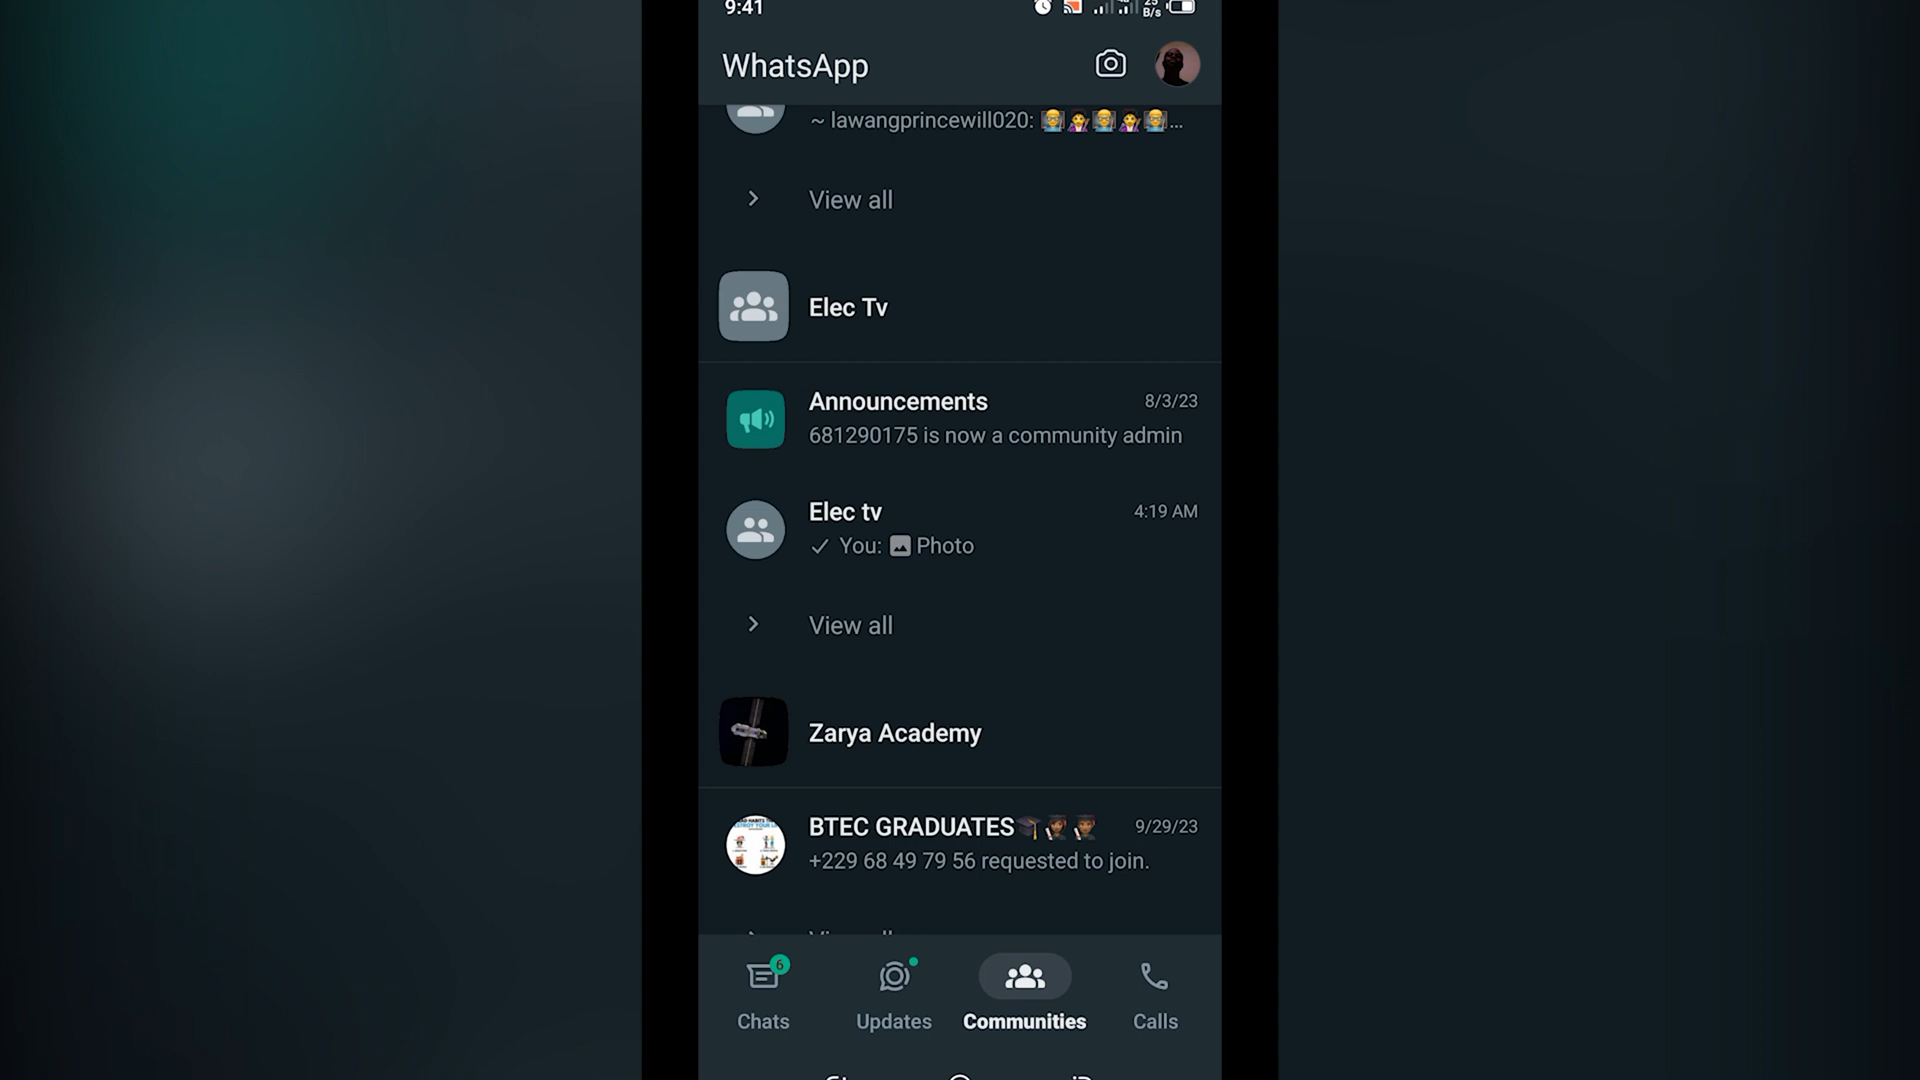 9:41
25 B/s
WhatsApp
~ lawangprincewill020: 👨‍🏫👩‍🎤👨‍🏫👩‍🎤👨‍🏫...
View all
Elec Tv
Announcements 8/3/23
681290175 is now a community admin
Elec tv 4:19 AM
✓ You: Photo
View all
Zarya Academy
BTEC GRADUATES🎓👩🏾‍🎓👨🏾‍🎓 9/29/23
+229 68 49 79 56 requested to join.
6
Chats Updates Communities Calls